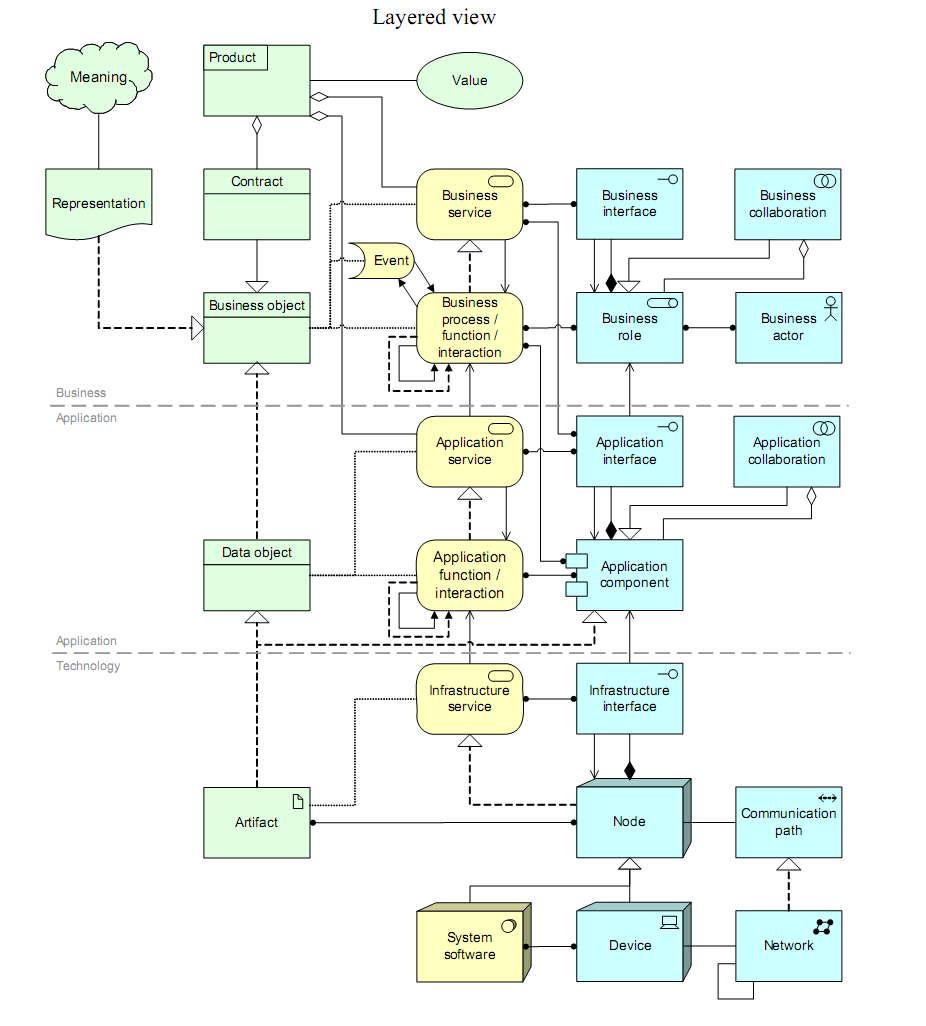 Layered view
Product
Meaning
Value
Contract
Representation
Business
service
Business
interface
Business
collaboration
Event
Business object
Business
process /
function /
interaction
Business
role
Business
actor
Business
Application
Application
service
Application
interface
Application
collaboration
Data object
Application
function /
interaction
Application
component
Application
Technology
Infrastructure
service
Infrastructure
interface
Artifact
Node
Communication
path
System
software
Device
Network